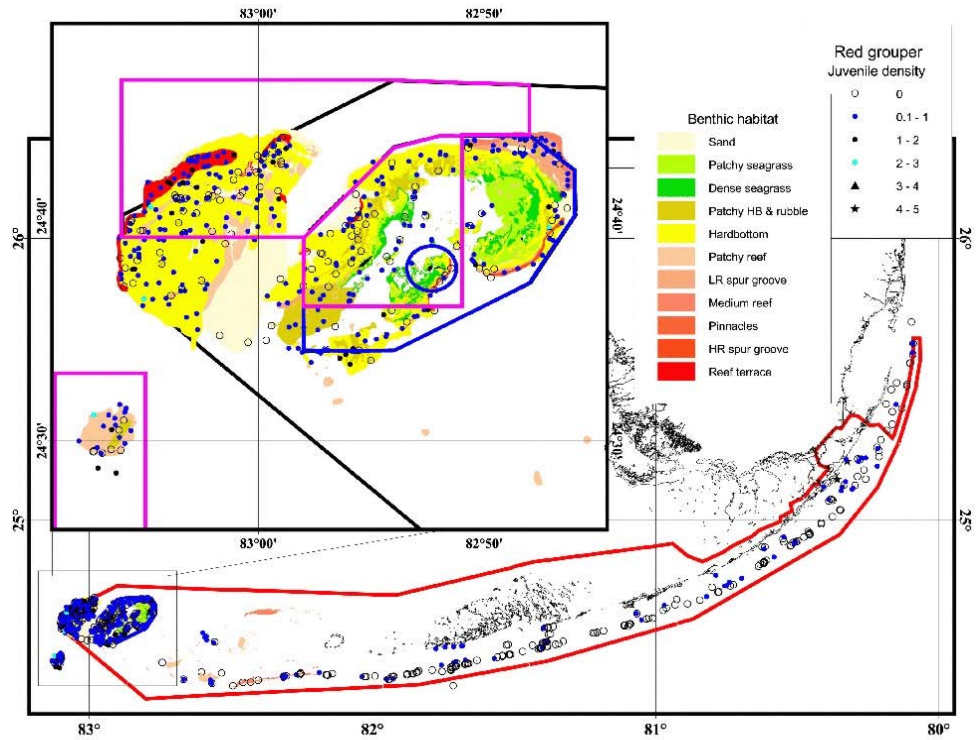 83°00'
82°50'
Red grouper
Juvenile density
0
0.1 - 1
1 - 2
2 - 3
3 - 4
4 - 5
Benthic habitat
Sand
Patchy seagrass
Dense seagrass
Patchy HB & rubble
Hardbottom
Patchy reef
LR spur groove
Medium reef
Pinnacles
HR spur groove
Reef terrace
24°40'
26°
24°40'
26°
24°30'
24°30'
25°
25°
83°00'
82°50'
83°
82°
81°
80°